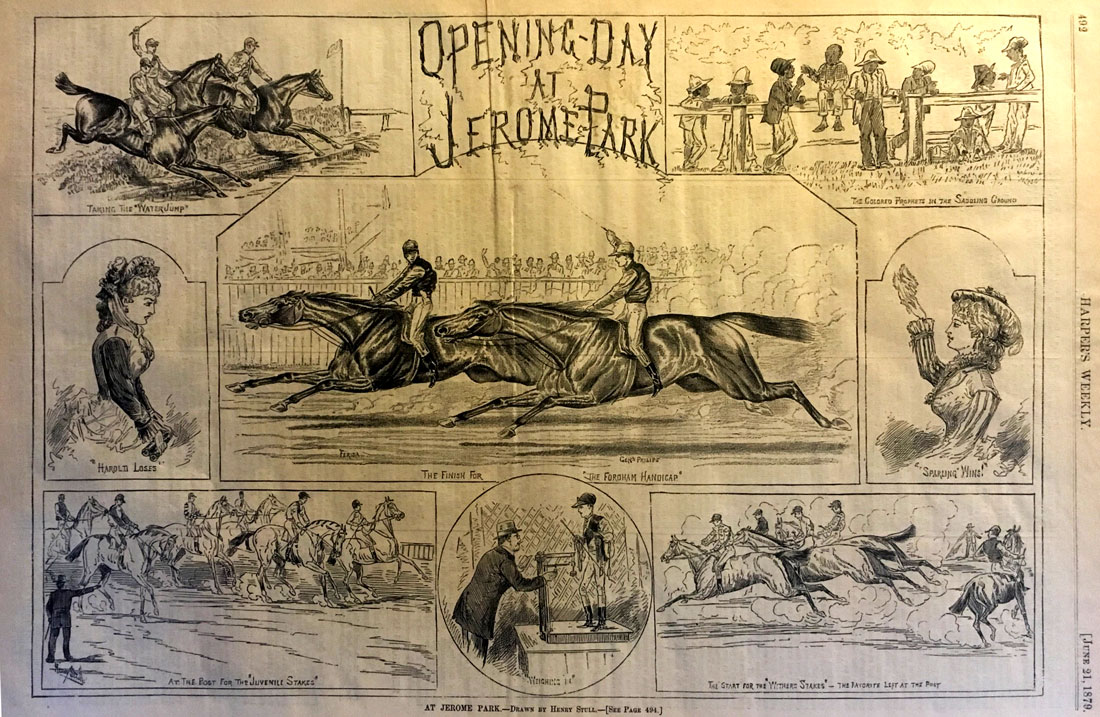 OPENING-DAY
AT
JEROME PARK
TAKING THE "WATER JUMP"
THE COLORED PROPHETS IN THE SADDLING GROUND
492
HARPER'S WEEKLY.
[JUNE 21, 1879.
"HAROLD LOSES"
FERIDA
GEN'L PHILIPS
THE FINISH FOR "THE FORDHAM HANDICAP"
"SPARLING" WINS!"
AT THE POST FOR THE "JUVENILE STAKES"
"WEIGHING IN"
THE START FOR THE "WITHERS STAKES" — THE FAVORITE LEFT AT THE POST
AT JEROME PARK.—DRAWN BY HENRY STULL.—[SEE PAGE 494.]